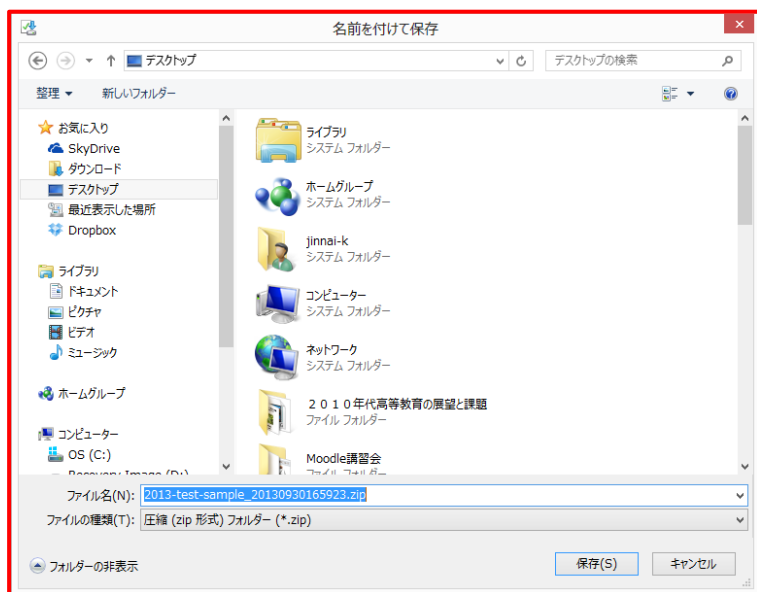 名前を付けて保存
デスクトップ
デスクトップの検索
整理
新しいフォルダー
お気に入り
SkyDrive
ダウンロード
デスクトップ
最近表示した場所
Dropbox
ライブラリ
ドキュメント
ピクチャ
ビデオ
ミュージック
ホームグループ
コンピューター
OS (C:)
Recovery Image (D:)
ライブラリ
システム フォルダー
ホームグループ
システム フォルダー
jinnai-k
システム フォルダー
コンピューター
システム フォルダー
ネットワーク
システム フォルダー
２０１０年代高等教育の展望と課題
ファイル フォルダー
Moodle講習会
ファイル フォルダー
ファイル名(N): 2013-test-sample_20130930165923.zip
ファイルの種類(T): 圧縮 (zip 形式) フォルダー (*.zip)
フォルダーの非表示
保存(S)
キャンセル